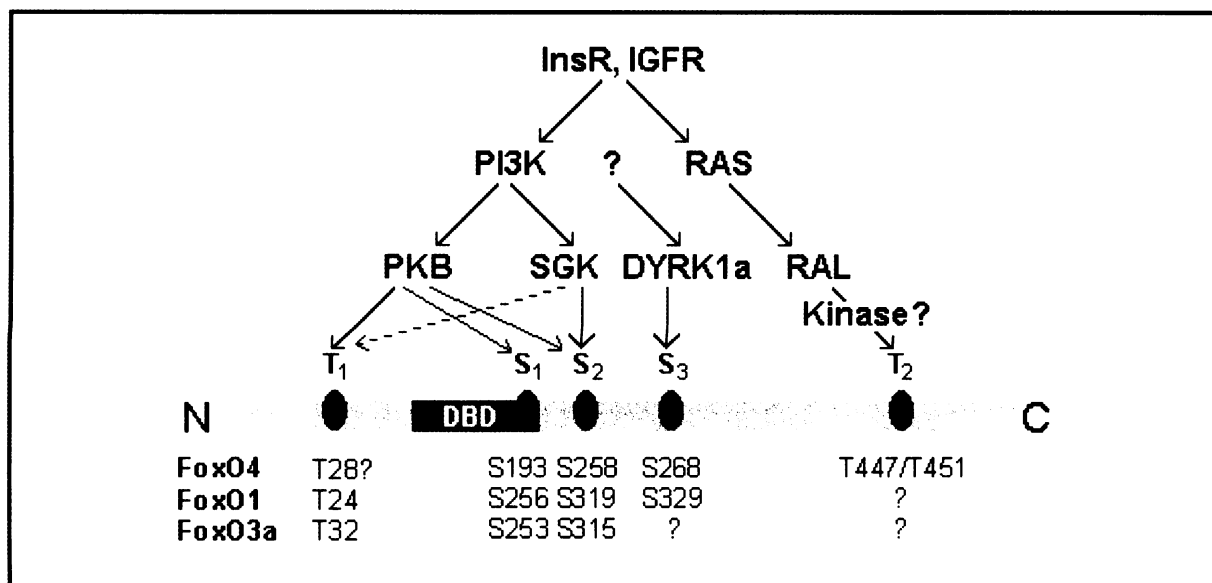 InsR, IGFR
PI3K ? RAS
PKB SGK DYRK1a RAL
Kinase?
T₁ S₁ S₂ S₃ T₂
N DBD C
FoxO4 T28? S193 S258 S268 T447/T451
FoxO1 T24 S256 S319 S329 ?
FoxO3a T32 S253 S315 ? ?